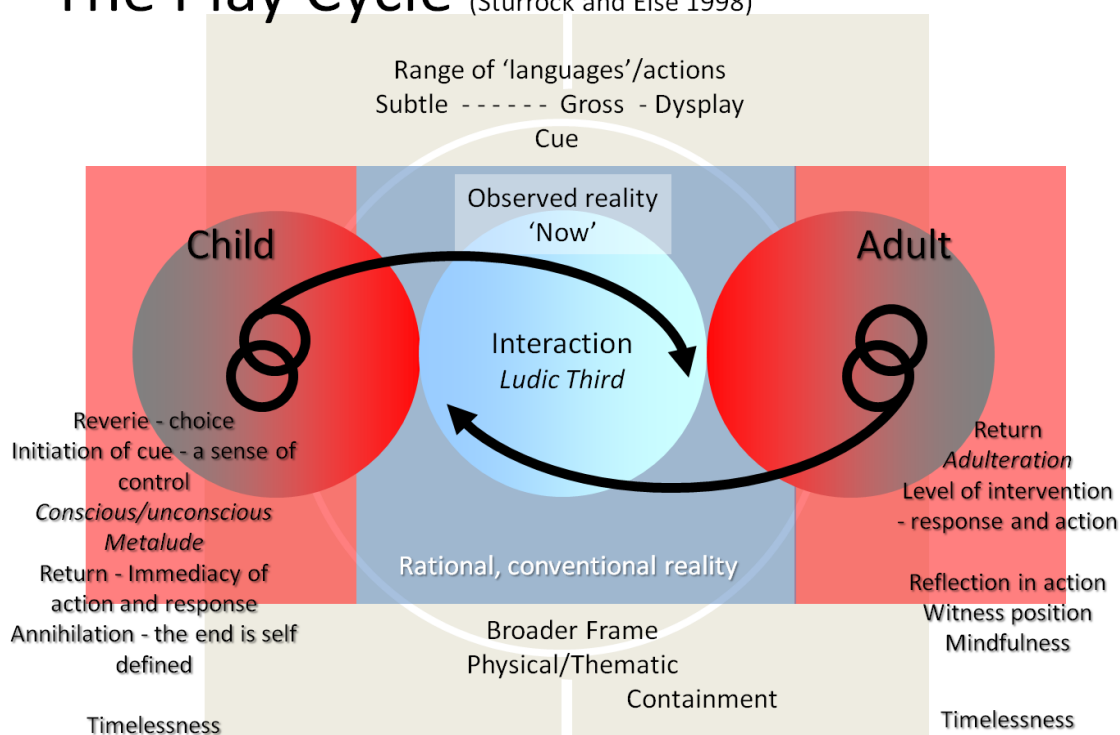 The Play Cycle (Sturrock and Else 1998)
Range of ‘languages’/actions
Subtle - - - - - - Gross - Dysplay
Cue
Observed reality
‘Now’
Child
Adult
Interaction
Ludic Third
Reverie - choice
Initiation of cue - a sense of
control
Conscious/unconscious
Metalude
Return - Immediacy of
action and response
Annihilation - the end is self
defined
Timelessness
Return
Adulteration
Level of intervention
- response and action
Reflection in action
Witness position
Mindfulness
Timelessness
Rational, conventional reality
Broader Frame
Physical/Thematic
Containment